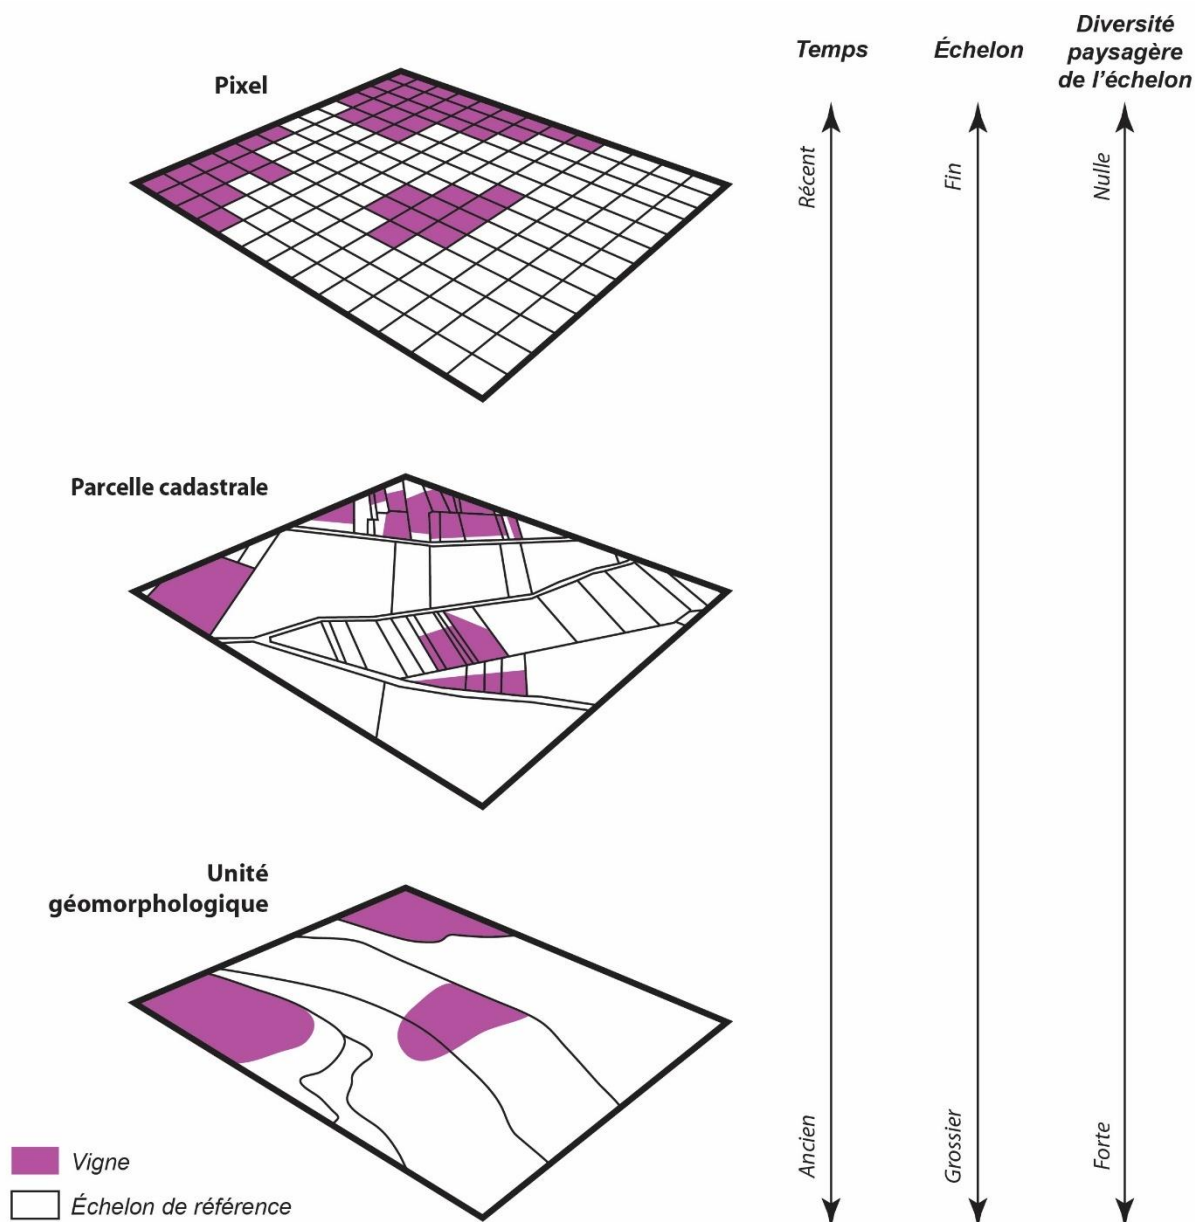 Temps
Échelon
Diversité
paysagère
de l'échelon
Pixel
Récent
Fin
Nulle
Parcelle cadastrale
Unité
géomorphologique
Ancien
Grossier
Forte
Vigne
Échelon de référence